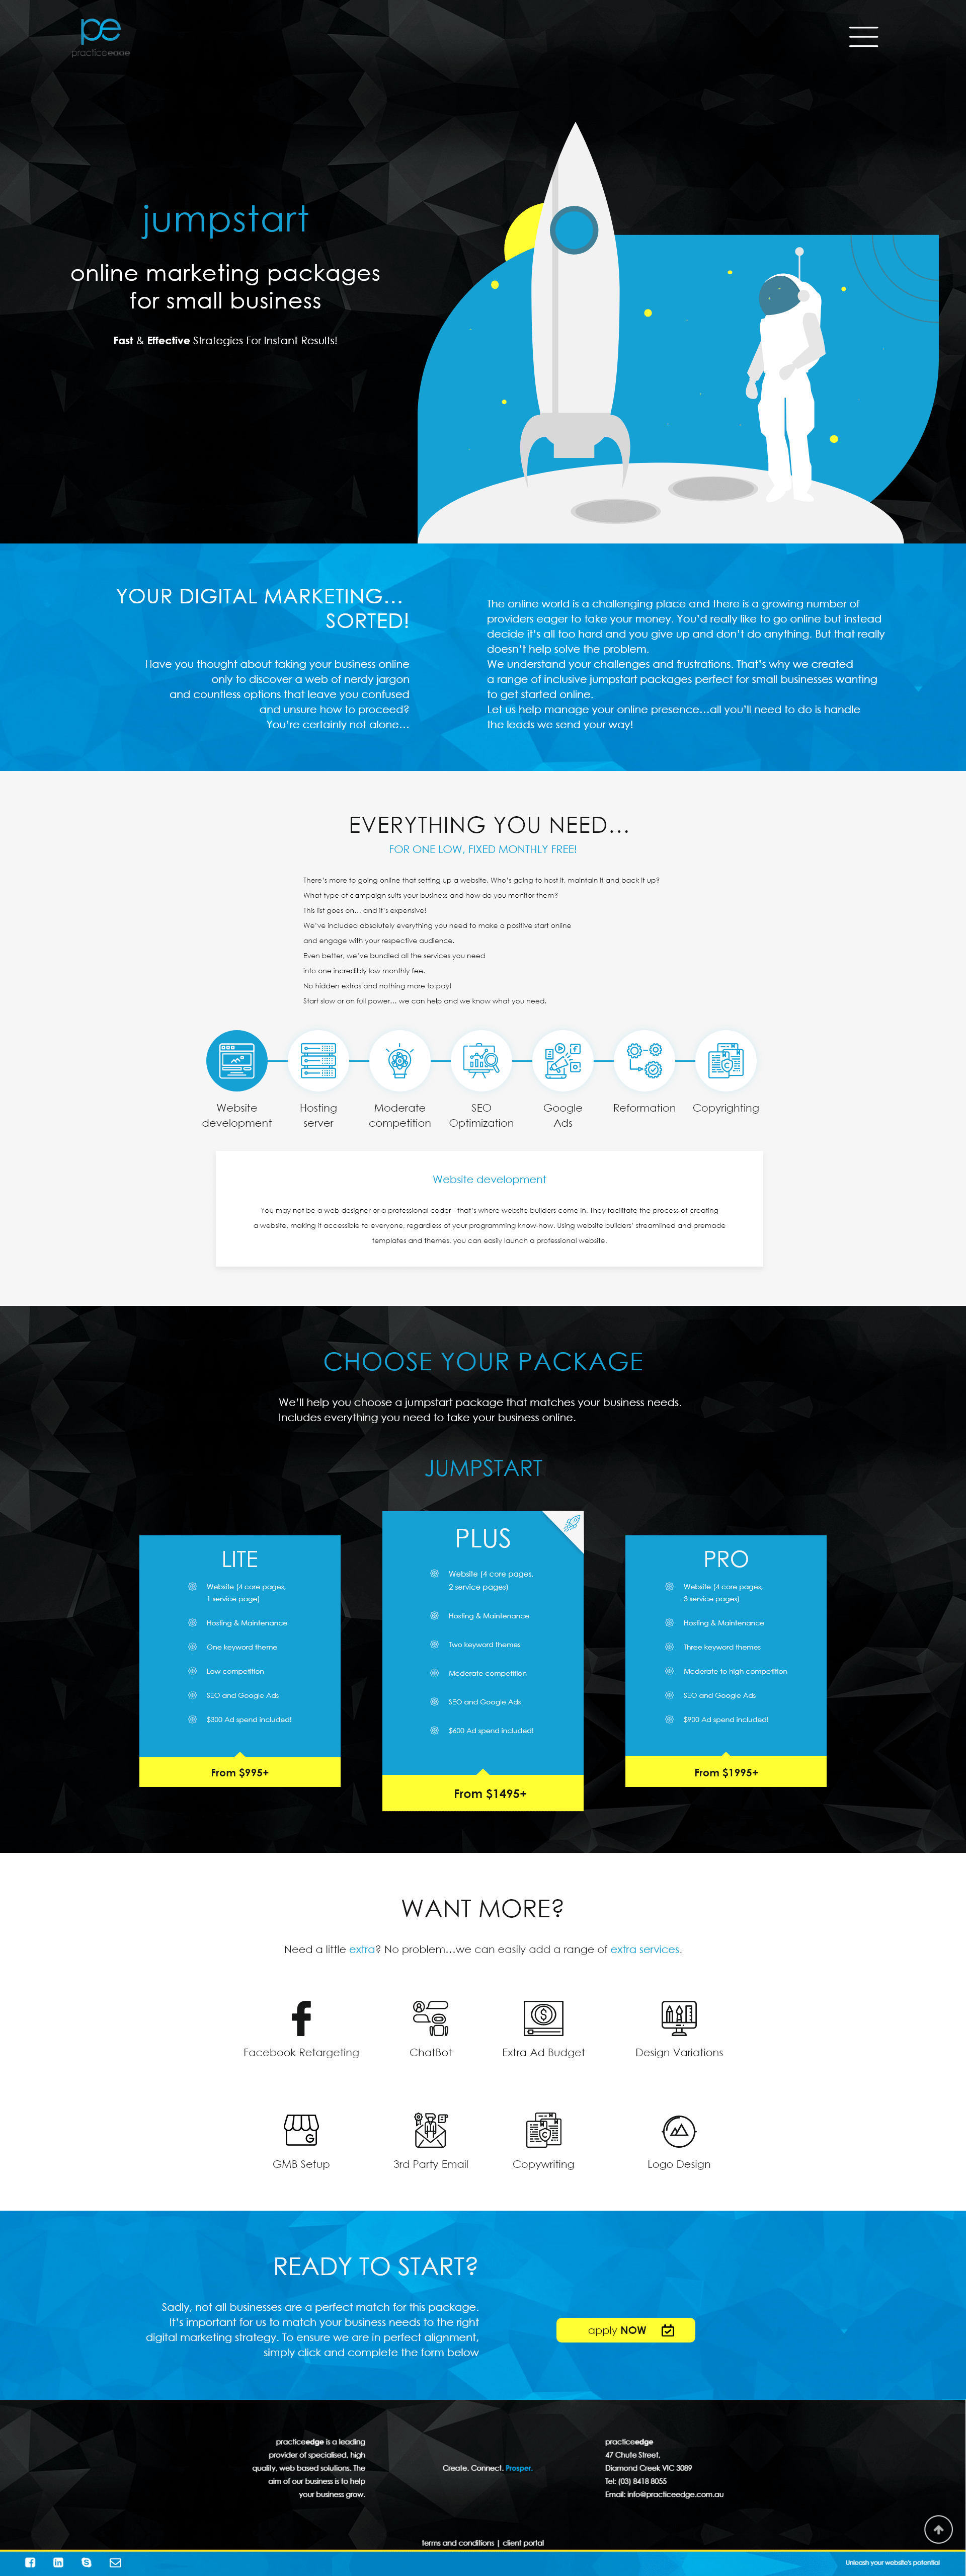 pe
practiceedge
jumpstart
online marketing packages
for small business
Fast & Effective Strategies For Instant Results!
YOUR DIGITAL MARKETING...
SORTED!
Have you thought about taking your business online
only to discover a web of nerdy jargon
and countless options that leave you confused
and unsure how to proceed?
You're certainly not alone...
The online world is a challenging place and there is a growing number of
providers eager to take your money. You'd really like to go online but instead
decide it's all too hard and you give up and don't do anything. But that really
doesn't help solve the problem.
We understand your challenges and frustrations. That's why we created
a range of inclusive jumpstart packages perfect for small businesses wanting
to get started online.
Let us help manage your online presence...all you'll need to do is handle
the leads we send your way!
EVERYTHING YOU NEED...
FOR ONE LOW, FIXED MONTHLY FREE!
There's more to going online that setting up a website. Who's going to host it, maintain it and back it up?
What type of campaign suits your business and how do you monitor them?
This list goes on... and it's expensive!
We've included absolutely everything you need to make a positive start online
and engage with your respective audience.
Even better, we've bundled all the services you need
into one incredibly low monthly fee.
No hidden extras and nothing more to pay!
Start slow or on full power... we can help and we know what you need.
Website
development
Hosting
server
Moderate
competition
SEO
Optimization
Google
Ads
Reformation
Copyrighting
Website development
You may not be a web designer or a professional coder - that's where website builders come in. They facilitate the process of creating
a website, making it accessible to everyone, regardless of your programming know-how. Using website builders' streamlined and premade
templates and themes, you can easily launch a professional website.
CHOOSE YOUR PACKAGE
We'll help you choose a jumpstart package that matches your business needs.
Includes everything you need to take your business online.
JUMPSTART
LITE
Website (4 core pages,
1 service page)
Hosting & Maintenance
One keyword theme
Low competition
SEO and Google Ads
$300 Ad spend included!
From $995+
PLUS
Website (4 core pages,
2 service pages)
Hosting & Maintenance
Two keyword themes
Moderate competition
SEO and Google Ads
$600 Ad spend included!
From $1495+
PRO
Website (4 core pages,
3 service pages)
Hosting & Maintenance
Three keyword themes
Moderate to high competition
SEO and Google Ads
$900 Ad spend included!
From $1995+
WANT MORE?
Need a little extra? No problem...we can easily add a range of extra services.
Facebook Retargeting
ChatBot
Extra Ad Budget
Design Variations
GMB Setup
3rd Party Email
Copywriting
Logo Design
READY TO START?
Sadly, not all businesses are a perfect match for this package.
It's important for us to match your business needs to the right
digital marketing strategy. To ensure we are in perfect alignment,
simply click and complete the form below
apply NOW
practiceedge is a leading
provider of specialised, high
quality, web based solutions. The
aim of our business is to help
your business grow.
Create. Connect. Prosper.
practiceedge
47 Chute Street,
Diamond Creek VIC 3089
Tel: (03) 8418 8055
Email: info@practiceedge.com.au
terms and conditions | client portal
Unleash your website's potential